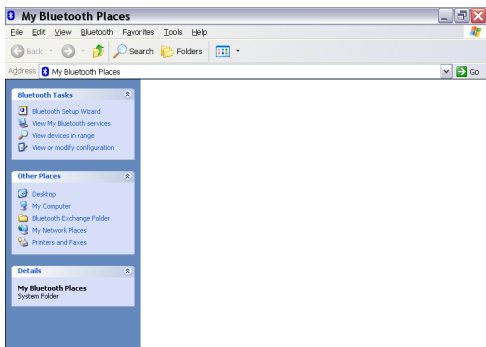 My Bluetooth Places
File Edit View Bluetooth Favorites Tools Help
Back Search Folders
Address My Bluetooth Places Go
Bluetooth Tasks
Bluetooth Setup Wizard
View My Bluetooth services
View devices in range
View or modify configuration
Other Places
Desktop
My Computer
Bluetooth Exchange Folder
My Network Places
Printers and Faxes
Details
My Bluetooth Places
System Folder